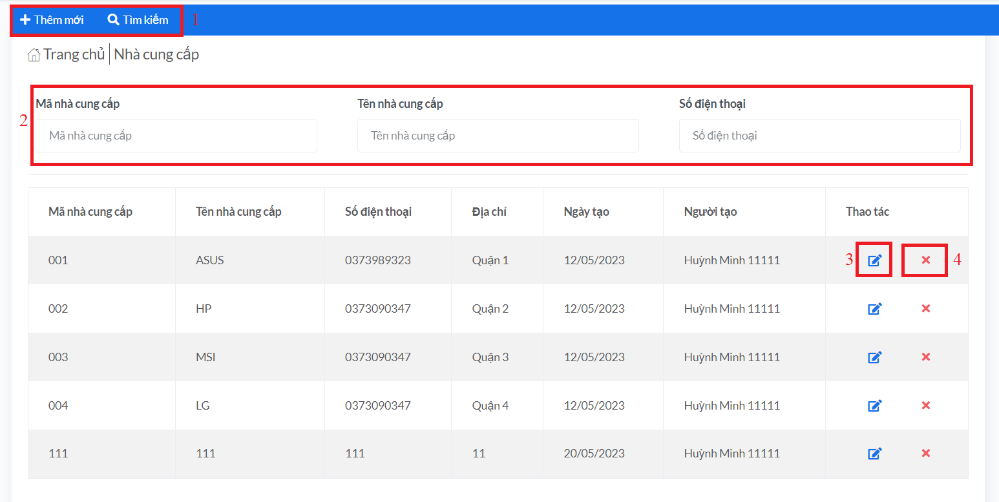 Thêm mới Tìm kiếm 1
Trang chủ Nhà cung cấp
Mã nhà cung cấp Tên nhà cung cấp Số điện thoại
2
Mã nhà cung cấp Tên nhà cung cấp Số điện thoại
Mã nhà cung cấp Tên nhà cung cấp Số điện thoại Địa chỉ Ngày tạo Người tạo Thao tác
001 ASUS 0373989323 Quận 1 12/05/2023 Huỳnh Minh 11111 3 4
002 HP 0373090347 Quận 2 12/05/2023 Huỳnh Minh 11111
003 MSI 0373090347 Quận 3 12/05/2023 Huỳnh Minh 11111
004 LG 0373090347 Quận 4 12/05/2023 Huỳnh Minh 11111
111 111 111 11 20/05/2023 Huỳnh Minh 11111